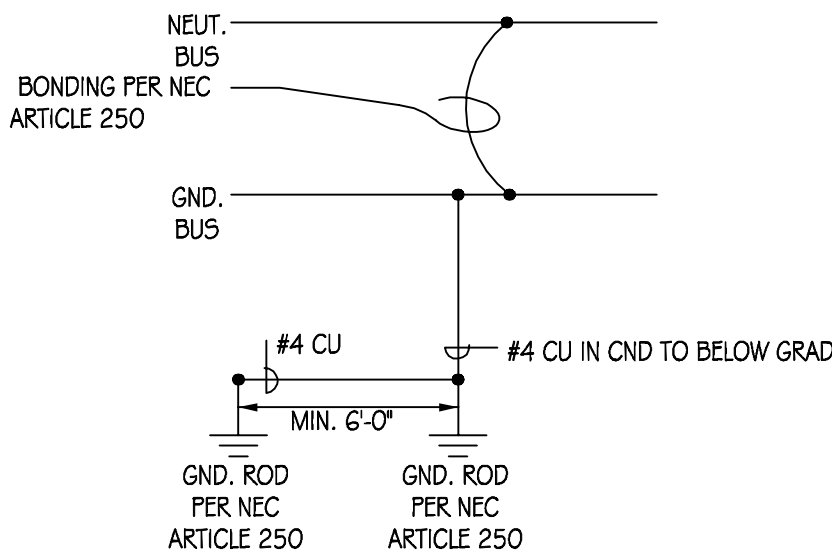 NEUT.
BUS
BONDING PER NEC
ARTICLE 250
GND.
BUS
#4 CU
#4 CU IN CND TO BELOW GRAD
MIN. 6'-0"
GND. ROD
PER NEC
ARTICLE 250
GND. ROD
PER NEC
ARTICLE 250